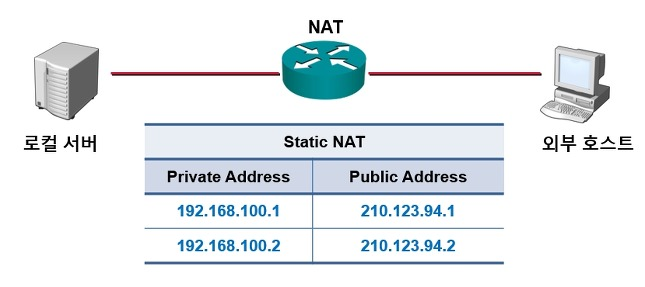 NAT
로컬 서버
외부 호스트
Static NAT
Private Address Public Address
192.168.100.1 210.123.94.1
192.168.100.2 210.123.94.2